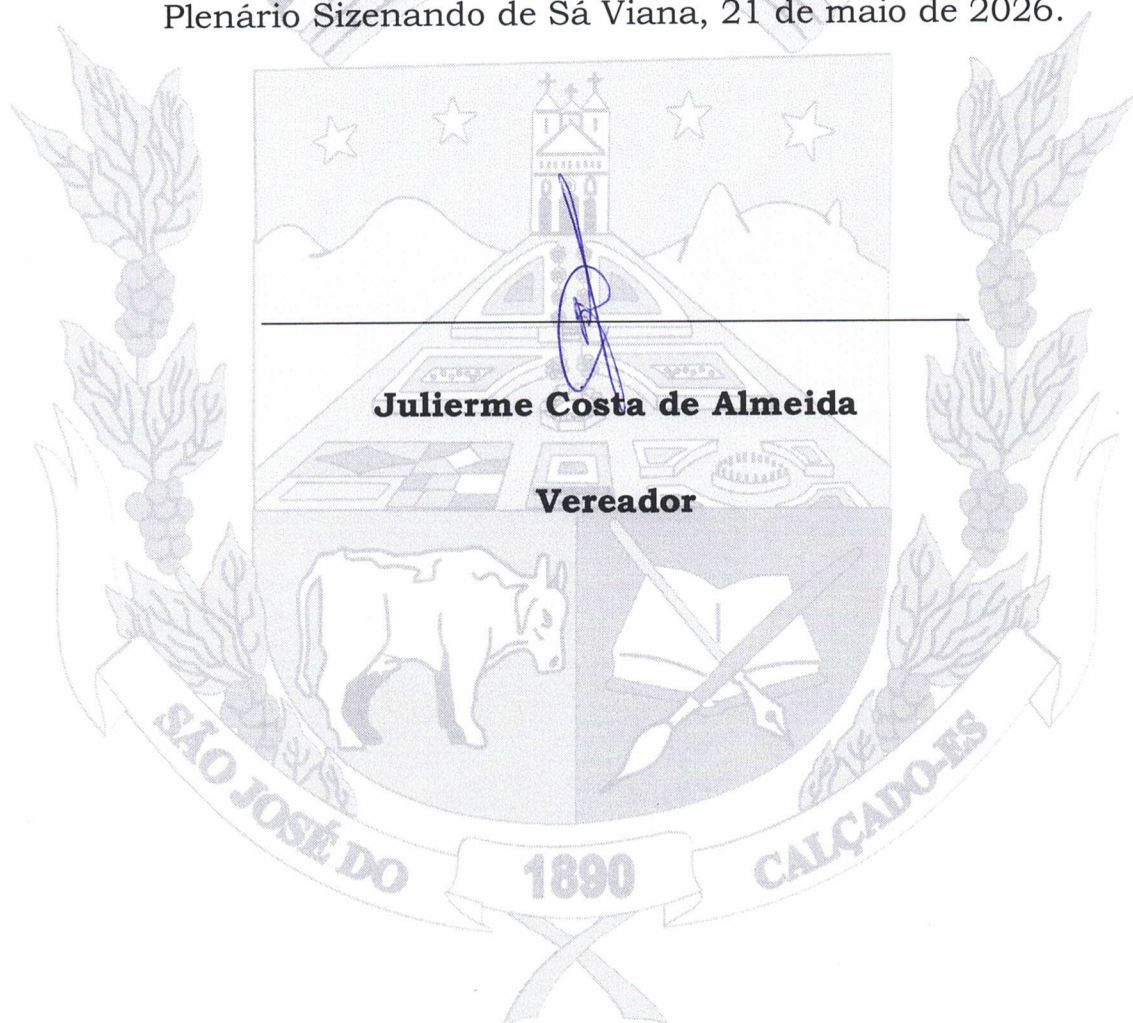 Plenário Sizenando de Sá Viana, 21 de maio de 2026.
Julierme Costa de Almeida
Vereador
SÃO JOSÉ DO
1890
CALÇADO-ES